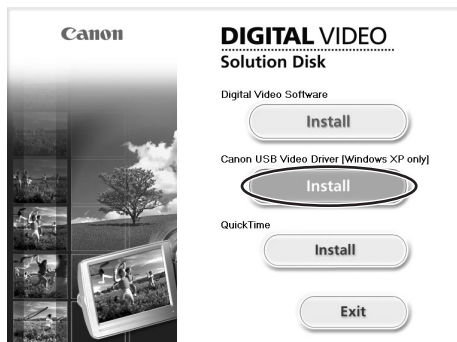 Canon
DIGITAL VIDEO
Solution Disk
Digital Video Software
Install
Canon USB Video Driver [Windows XP only]
Install
QuickTime
Install
Exit